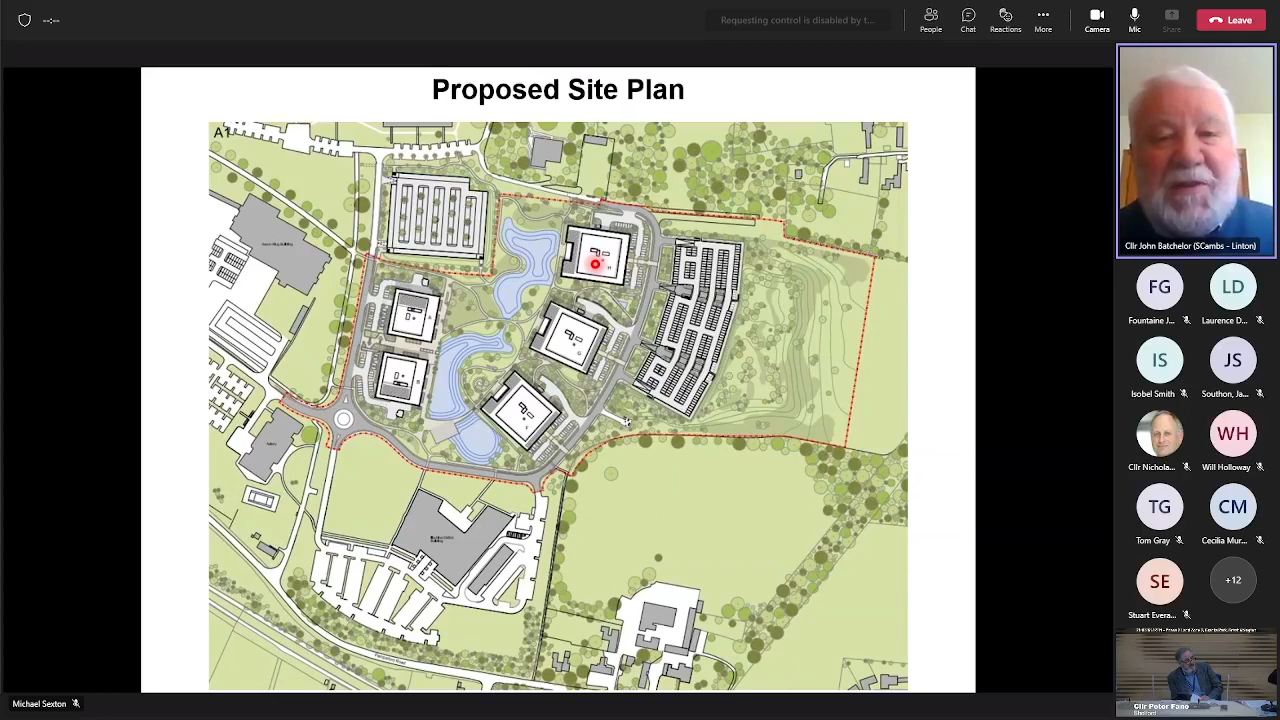 --:--
Requesting control is disabled by t...
People
Chat
Reactions
More
Camera
Mic
Share
Leave
Proposed Site Plan
A1
Cllr John Batchelor (SCambs - Linton)
FG
LD
Fountaine J...
Laurence D...
IS
JS
Isobel Smith
Southon, Ja...
WH
Cllr Nichola...
Will Holloway
TG
CM
Tom Gray
Cecilia Mur...
SE
+12
Stuart Evera...
Cllr Peter Fane
Shelford
Michael Sexton